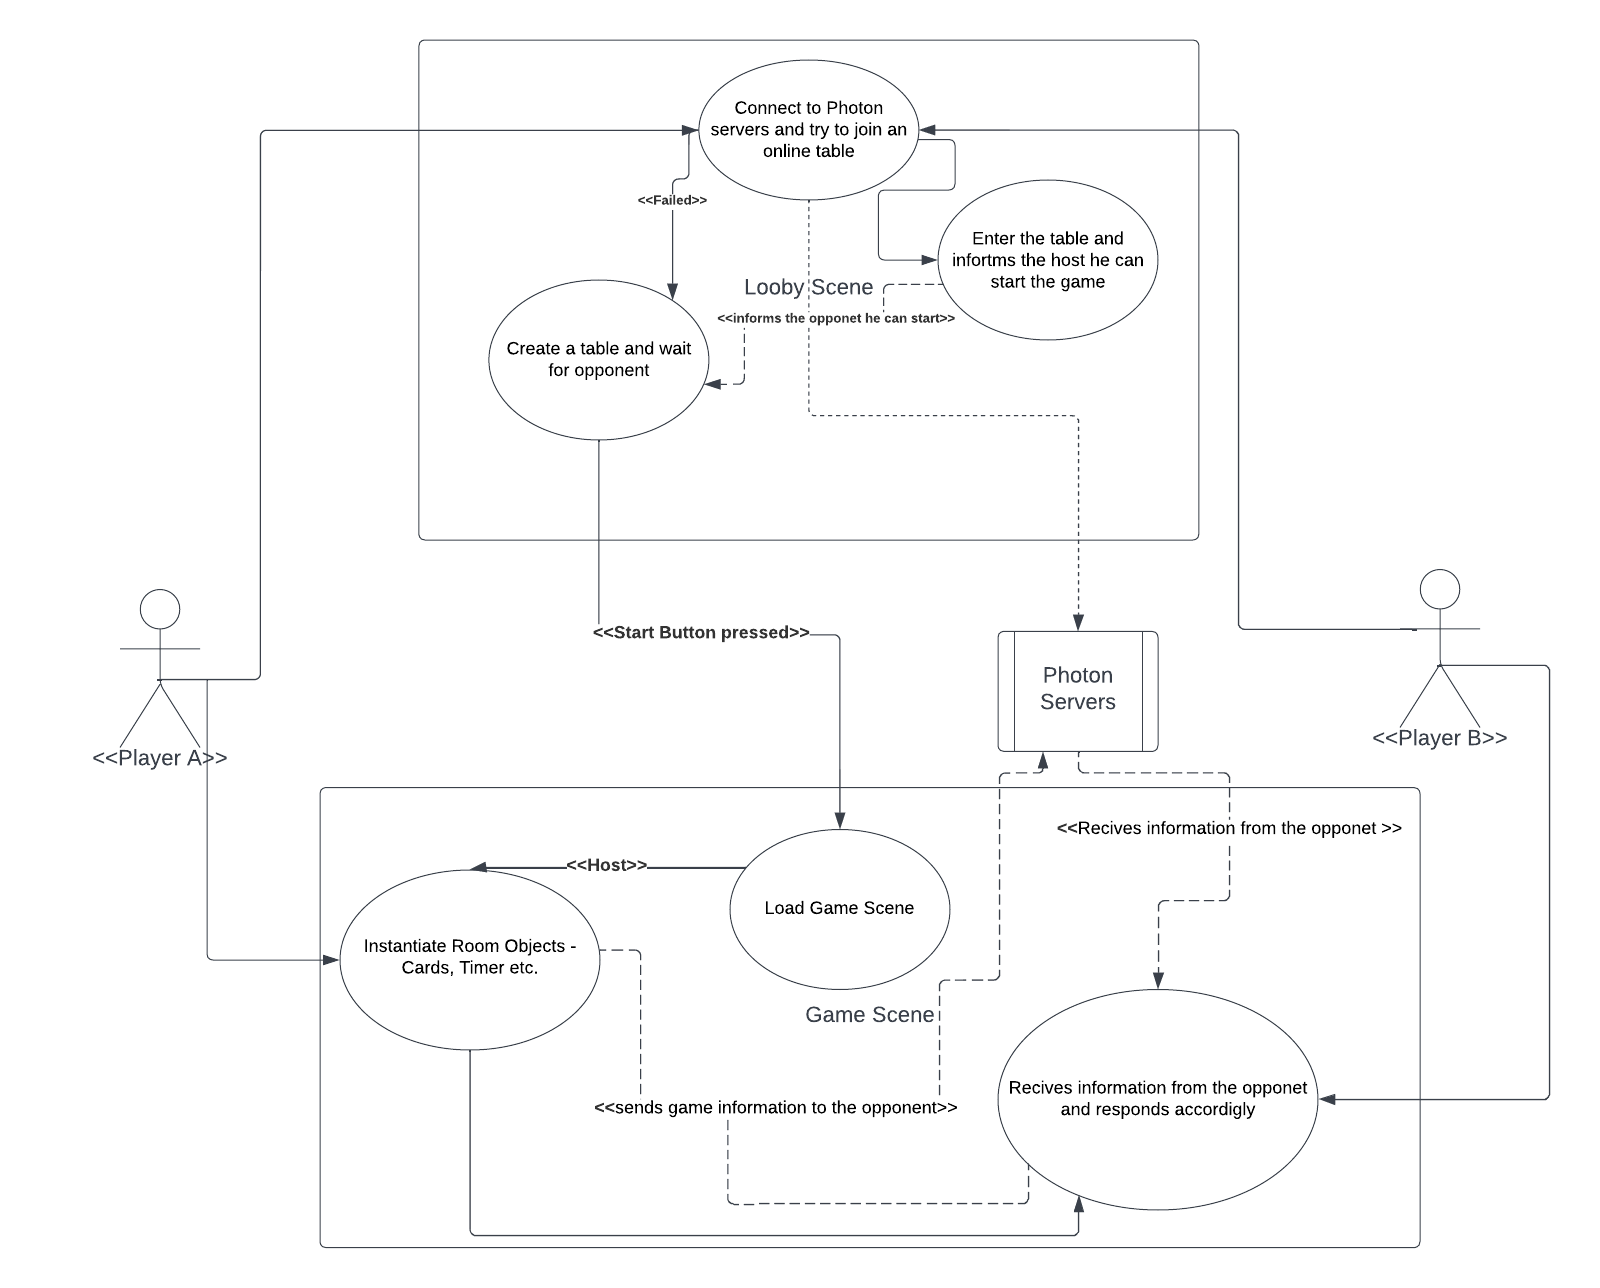 Connect to Photon
servers and try to join an
online table
<<Failed>>
Enter the table and
infortms the host he can
start the game
Looby Scene
<<informs the opponet he can start>>
Create a table and wait
for opponent
<<Start Button pressed>>
Photon
Servers
<<Player A>>
<<Player B>>
<<Recives information from the opponet >>
<<Host>>
Load Game Scene
Instantiate Room Objects -
Cards, Timer etc.
Game Scene
Recives information from the opponet
and responds accordigly
<<sends game information to the opponent>>